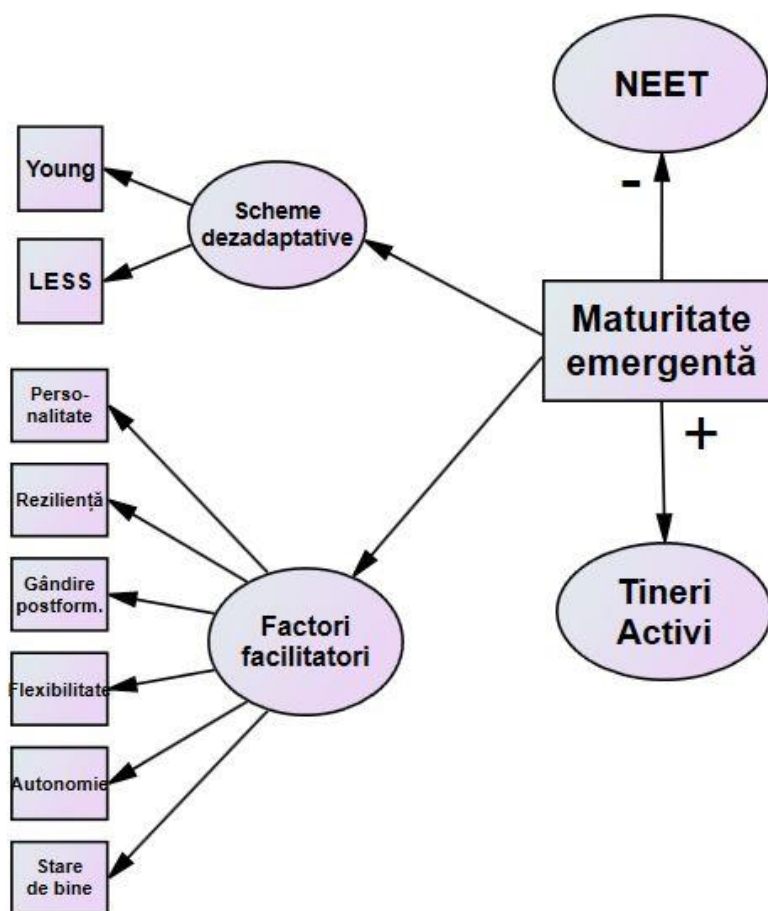 NEET
-
Young
Scheme
dezadaptative
LESS
Maturitate
emergentă
+
Perso-
nalitate
Reziliență
Gândire
postform.
Flexibilitate
Autonomie
Stare
de bine
Factori
facilitatori
Tineri
Activi